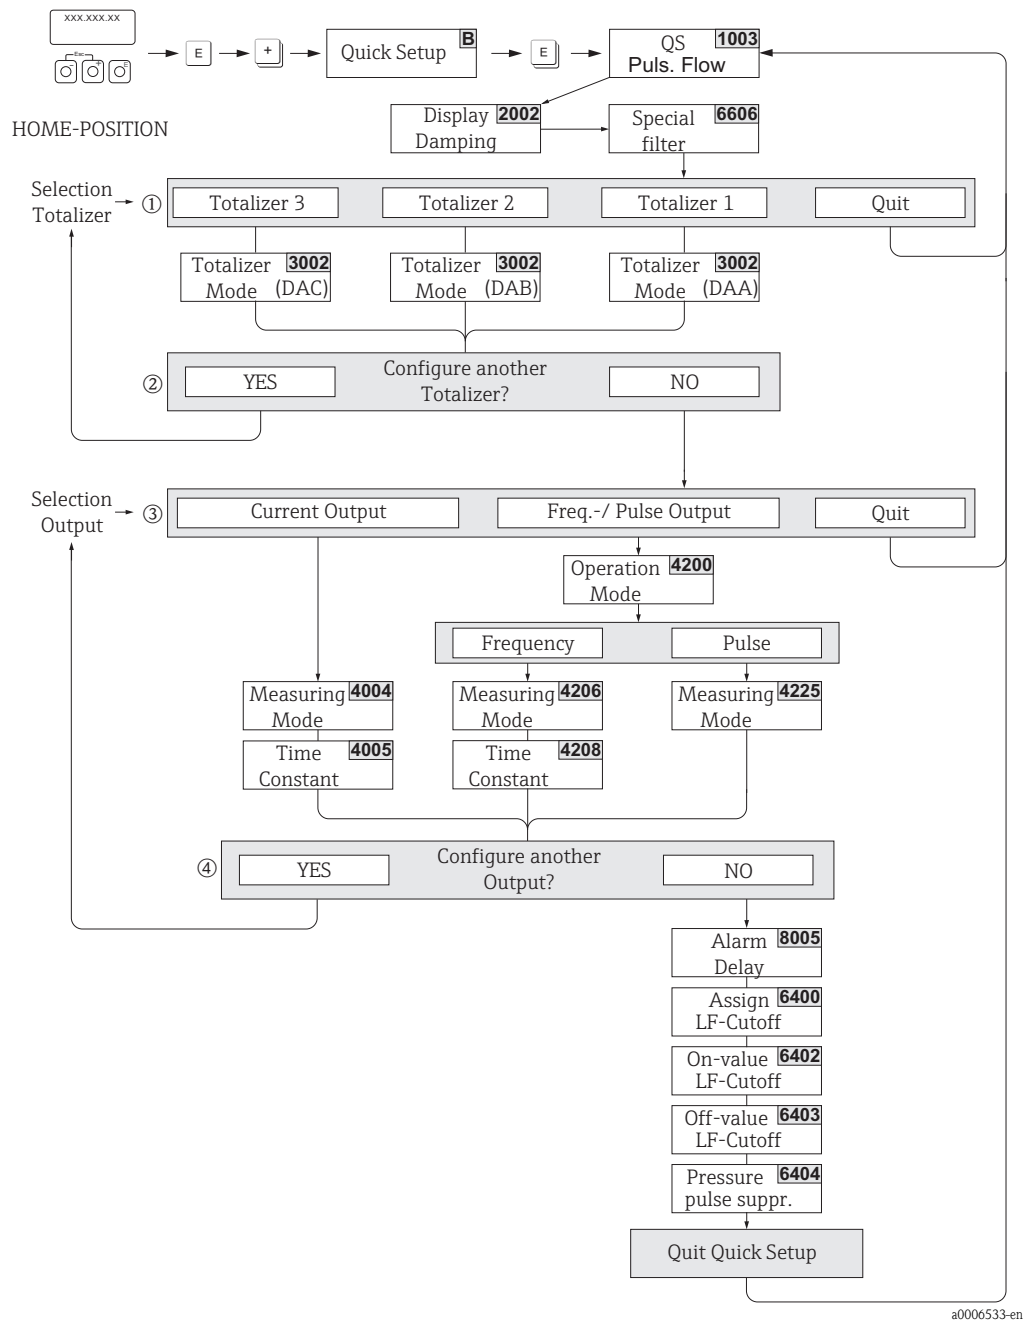 xxx.xxx.xx
Esc
- + E
E
+
Quick Setup B
E
QS 1003
Puls. Flow
HOME-POSITION
Display 2002
Damping
Special 6606
filter
Selection
Totalizer
①
Totalizer 3
Totalizer 2
Totalizer 1
Quit
Totalizer 3002
Mode (DAC)
Totalizer 3002
Mode (DAB)
Totalizer 3002
Mode (DAA)
②
YES
Configure another
Totalizer?
NO
Selection
Output
③
Current Output
Freq.-/ Pulse Output
Quit
Operation 4200
Mode
Frequency
Pulse
Measuring 4004
Mode
Measuring 4206
Mode
Measuring 4225
Mode
Time 4005
Constant
Time 4208
Constant
④
YES
Configure another
Output?
NO
Alarm 8005
Delay
Assign 6400
LF-Cutoff
On-value 6402
LF-Cutoff
Off-value 6403
LF-Cutoff
Pressure 6404
pulse suppr.
Quit Quick Setup
a0006533-en